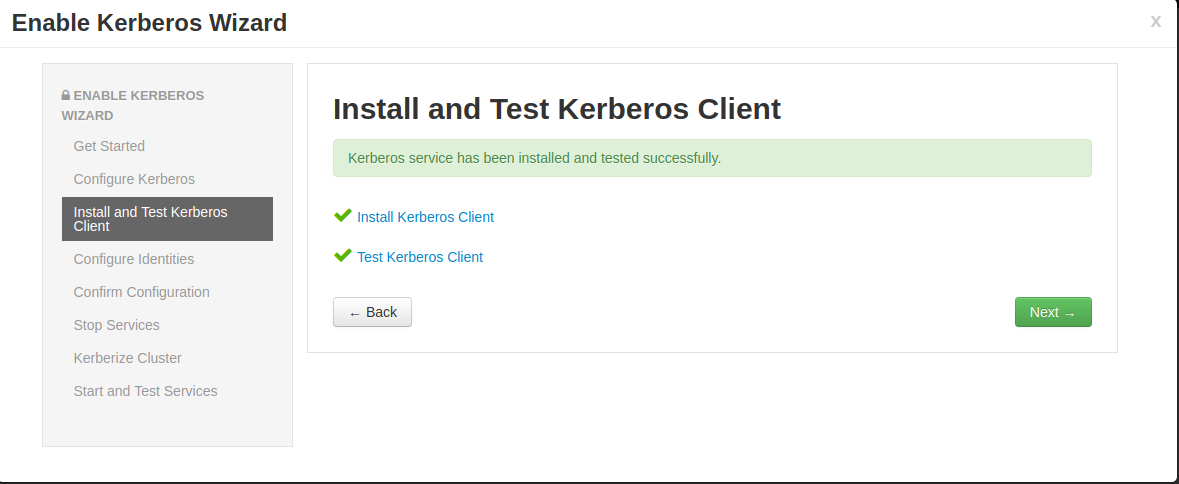 Enable Kerberos Wizard
x
ENABLE KERBEROS
WIZARD
Get Started
Configure Kerberos
Install and Test Kerberos
Client
Configure Identities
Confirm Configuration
Stop Services
Kerberize Cluster
Start and Test Services
Install and Test Kerberos Client
Kerberos service has been installed and tested successfully.
Install Kerberos Client
Test Kerberos Client
← Back
Next →